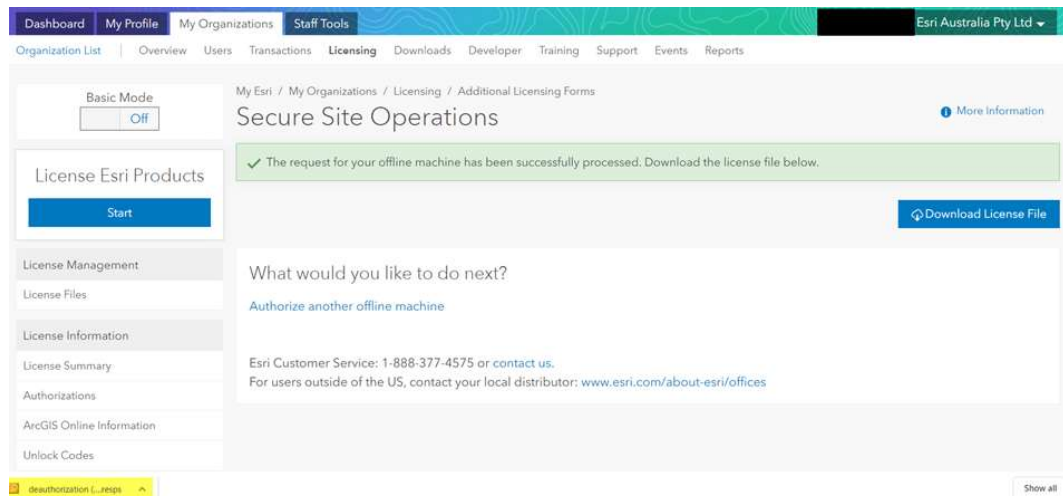 Dashboard My Profile My Organizations Staff Tools Esri Australia Pty Ltd
Organization List Overview Users Transactions Licensing Downloads Developer Training Support Events Reports
Basic Mode
Off
My Esri / My Organizations / Licensing / Additional Licensing Forms
Secure Site Operations
More Information
The request for your offline machine has been successfully processed. Download the license file below.
License Esri Products
Start
Download License File
License Management
License Files
License Information
License Summary
Authorizations
ArcGIS Online Information
Unlock Codes
What would you like to do next?
Authorize another offline machine
Esri Customer Service: 1-888-377-4575 or contact us.
For users outside of the US, contact your local distributor: www.esri.com/about-esri/offices
deauthorization (....resps
Show all